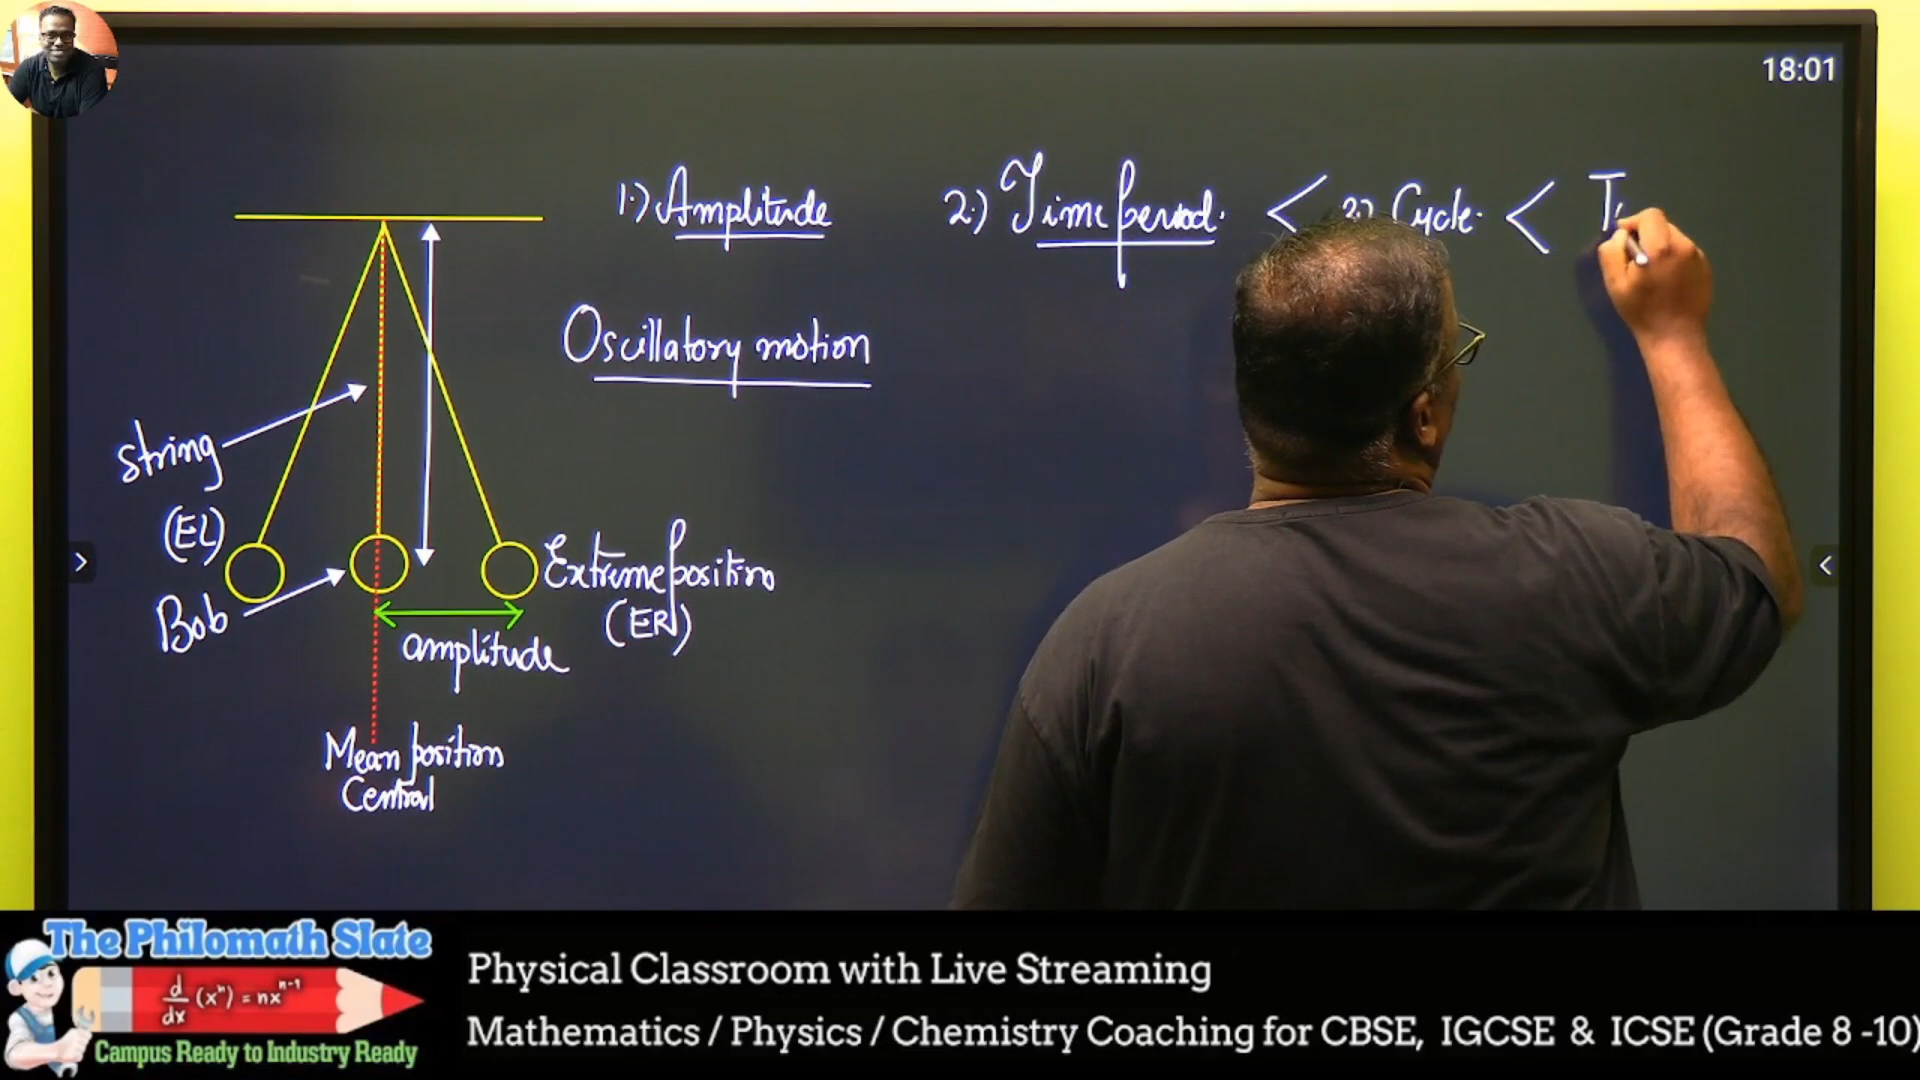 18:01
1.) Amplitude
2.) Time period. < 3.) Cycle. < Ti
Oscillatory motion
string
(EL)
Bob
Extreme position
(ER)
amplitude
Mean position
Central
The Philomath Slate
d/dx (xⁿ) = nxⁿ⁻¹
Campus Ready to Industry Ready
Physical Classroom with Live Streaming
Mathematics / Physics / Chemistry Coaching for CBSE, IGCSE & ICSE (Grade 8 -10)